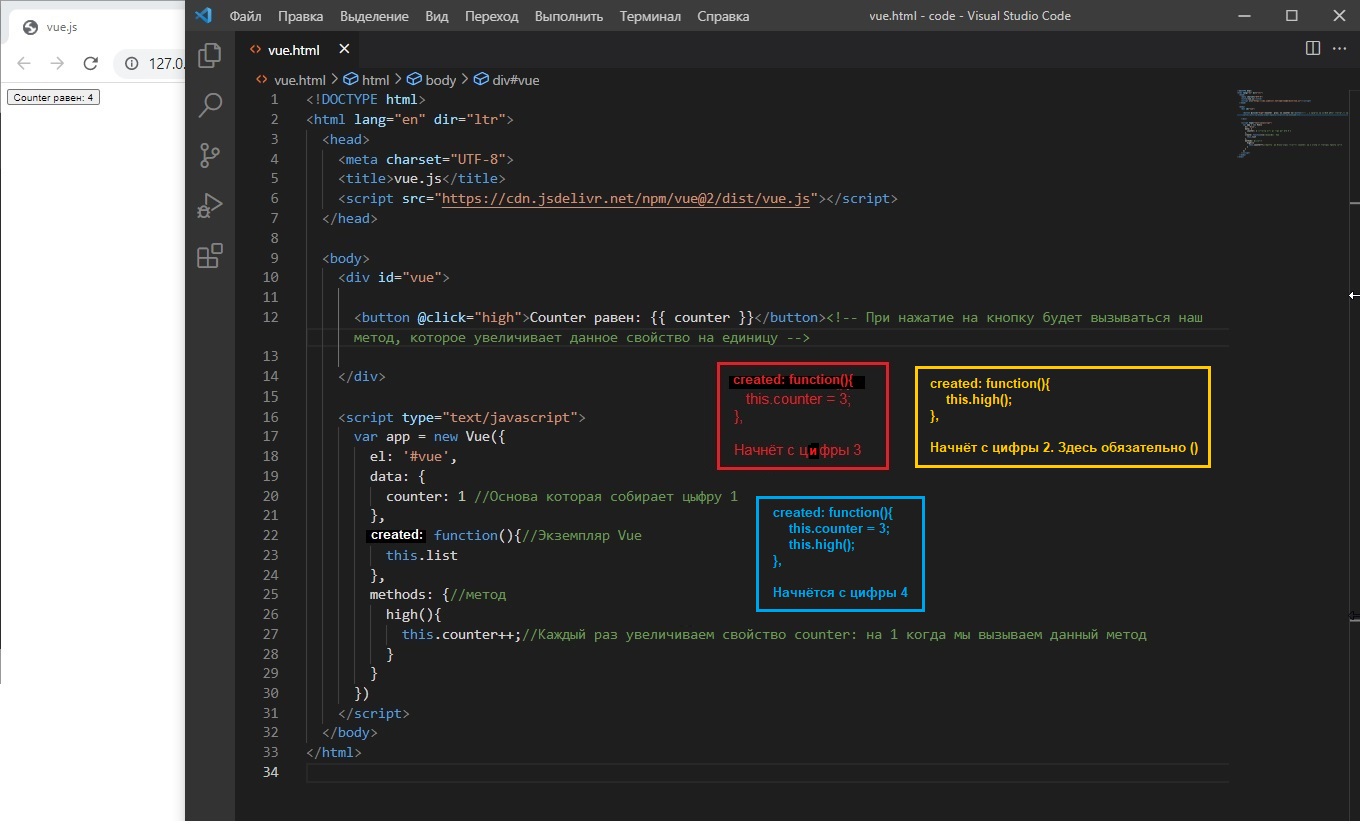 vue.js
127.0.
Counter равен: 4
Файл Правка Выделение Вид Переход Выполнить Терминал Справка
vue.html - code - Visual Studio Code
vue.html
vue.html > html > body > div#vue
1 <!DOCTYPE html>
2 <html lang="en" dir="ltr">
3 <head>
4 <meta charset="UTF-8">
5 <title>vue.js</title>
6 <script src="https://cdn.jsdelivr.net/npm/vue@2/dist/vue.js"></script>
7 </head>
8
9 <body>
10 <div id="vue">
11
12 <button @click="high">Counter равен: {{ counter }}</button><!-- При нажатие на кнопку будет вызываться наш
метод, которое увеличивает данное свойство на единицу -->
13
14 </div>
15
16 <script type="text/javascript">
17 var app = new Vue({
18 el: '#vue',
19 data: {
20 counter: 1 //Основа которая собирает цыфру 1
21 },
22 created: function(){//Экземпляр Vue
23 this.list
24 },
25 methods: {//метод
26 high(){
27 this.counter++;//Каждый раз увеличиваем свойство counter: на 1 когда мы вызываем данный метод
28 }
29 }
30 })
31 </script>
32 </body>
33 </html>
34
created: function(){
this.counter = 3;
},
Начнёт с цифры 3
created: function(){
this.high();
},
Начнёт с цифры 2. Здесь обязательно ()
created: function(){
this.counter = 3;
this.high();
},
Начнётся с цифры 4